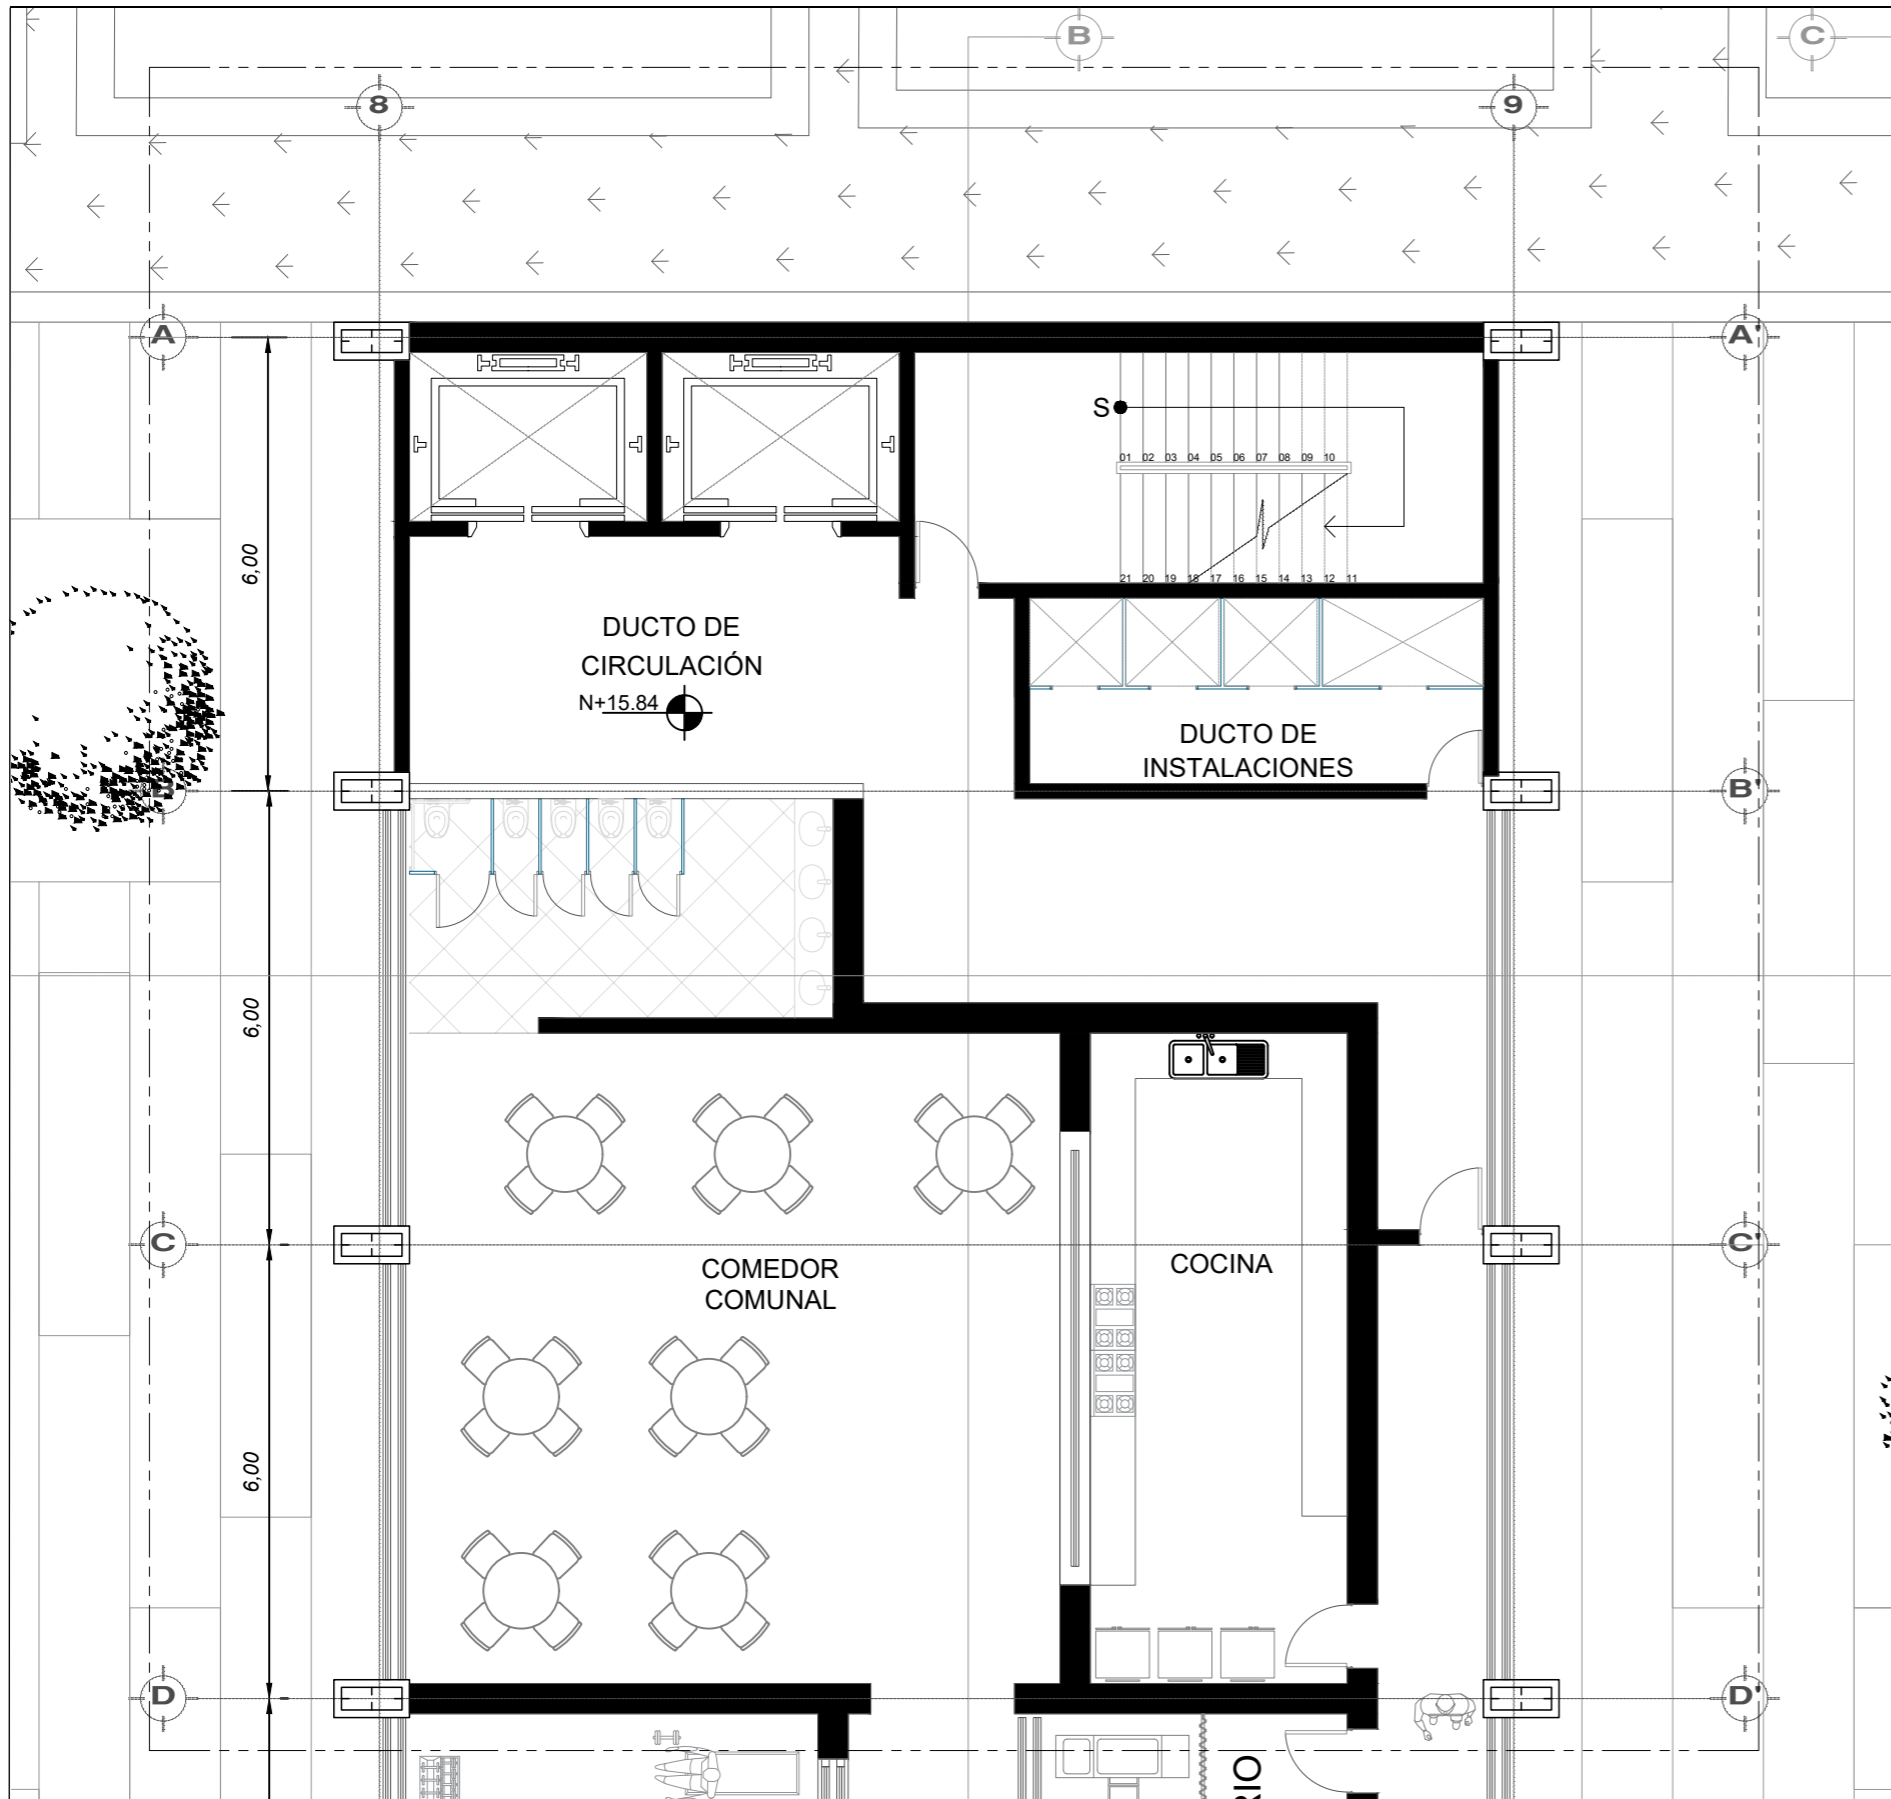 B
C
8
9
A
A
S
01 02 03 04 05 06 07 08 09 10
6,00
21 20 19 18 17 16 15 14 13 12 11
DUCTO DE
CIRCULACIÓN
N+15.84
DUCTO DE
INSTALACIONES
B
B
6,00
C
C
COMEDOR
COMUNAL
COCINA
6,00
D
D